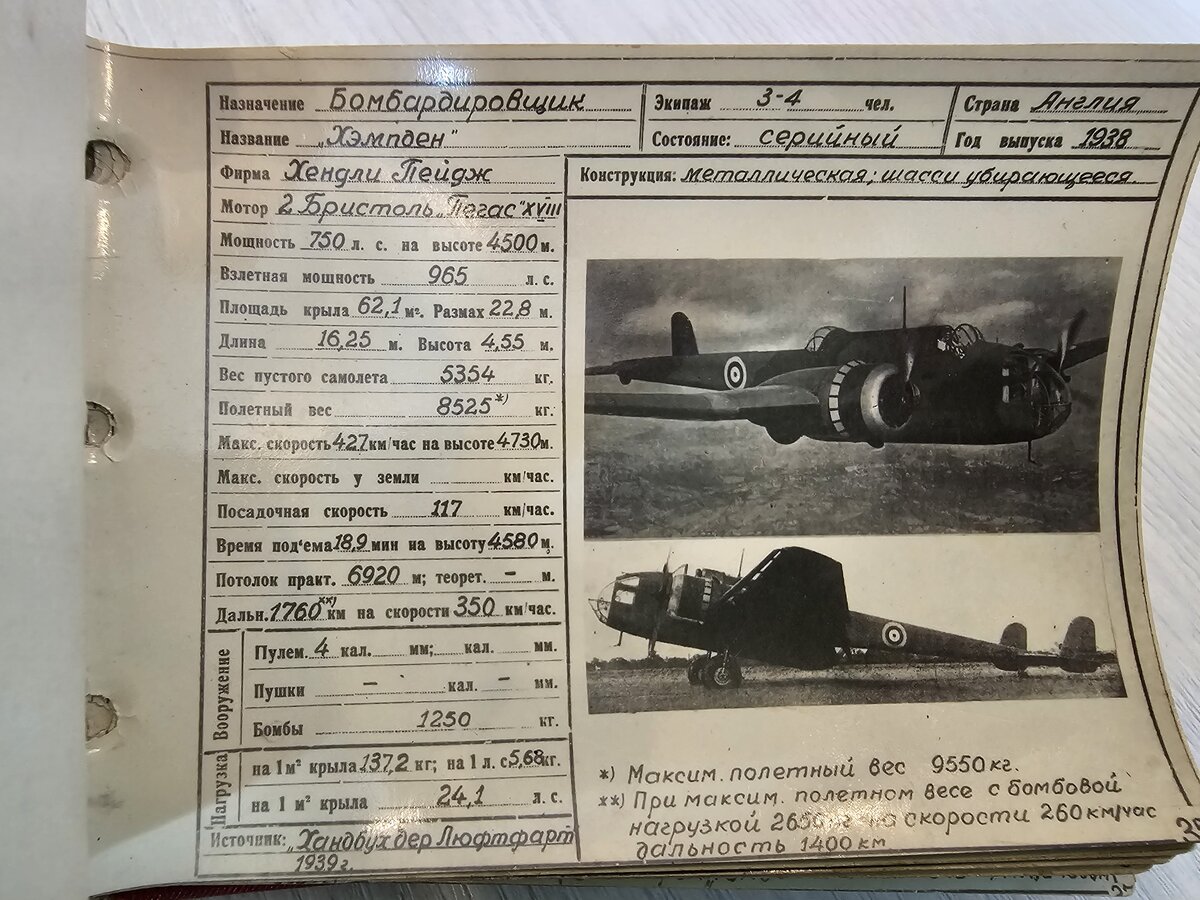 Назначение Бомбардировщик
Экипаж 3-4 чел.
Страна Англия
Название „Хэмпден"
Состояние: серийный
Год выпуска 1938
Фирма Хендли Пейдж
Конструкция: металлическая; шасси убирающееся.
Мотор 2 Бристоль „Пегас" XVIII
Мощность 750 л. с. на высоте 4500 м.
Взлетная мощность 965 л. с.
Площадь крыла 62,1 м². Размах 22,8 м.
Длина 16,25 м. Высота 4,55 м.
Вес пустого самолета 5354 кг.
Полетный вес 8525*) кг.
Макс. скорость 427 км/час на высоте 4730 м.
Макс. скорость у земли км/час.
Посадочная скорость 117 км/час.
Время под'ема 18,9 мин на высоту 4580 м.
Потолок практ. 6920 м; теорет. – м.
Дальн. 1760**) км на скорости 350 км/час.
Вооружение
Пулем. 4 кал. мм; кал. мм.
Пушки – кал. – мм.
Бомбы 1250 кг.
Нагрузка
на 1 м² крыла 137,2 кг; на 1 л. с. 5,68 кг.
на 1 м² крыла 24,1 л. с.
Источник: „Хандбух дер Люфтфарт
1939 г.
*) Максим. полетный вес 9550 кг.
**) При максим. полетном весе с бомбовой
нагрузкой скорости 260 км/час
дальность 1400 км